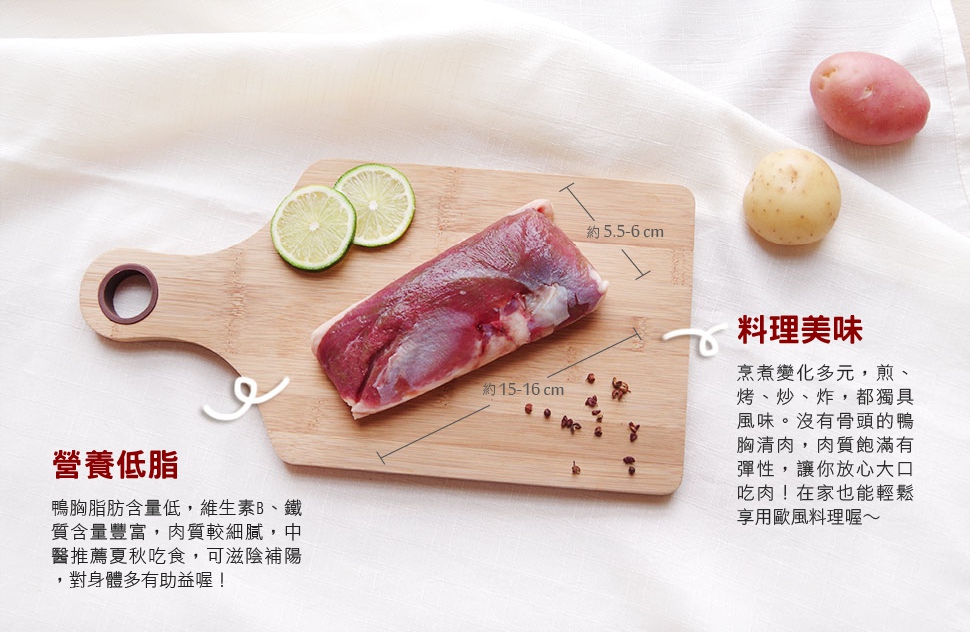 約 5.5-6 cm
約 15-16 cm
料理美味
烹煮變化多元，煎、
烤、炒、炸，都獨具
風味。沒有骨頭的鴨
胸清肉，肉質飽滿有
彈性，讓你放心大口
吃肉！在家也能輕鬆
享用歐風料理喔～
營養低脂
鴨胸脂肪含量低，維生素B、鐵
質含量豐富，肉質較細膩，中
醫推薦夏秋吃食，可滋陰補陽
，對身體多有助益喔！